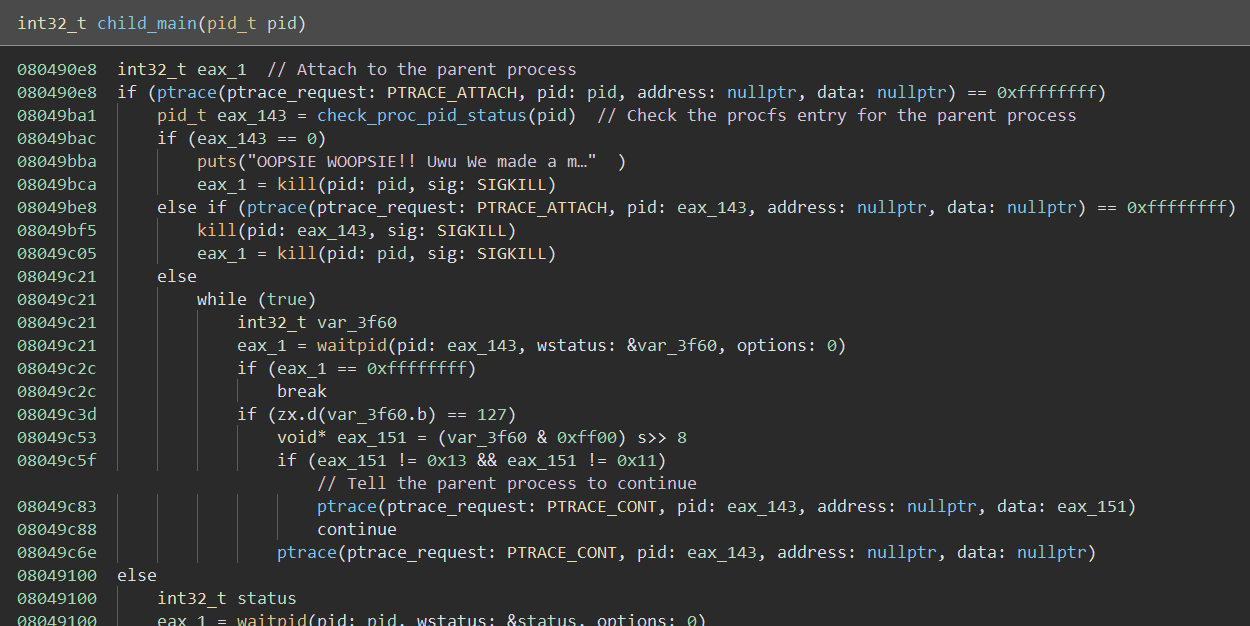 int32_t child_main(pid_t pid)
080490e8 int32_t eax_1 // Attach to the parent process
080490e8 if (ptrace(ptrace_request: PTRACE_ATTACH, pid: pid, address: nullptr, data: nullptr) == 0xffffffff)
08049ba1 pid_t eax_143 = check_proc_pid_status(pid) // Check the procfs entry for the parent process
08049bac if (eax_143 == 0)
08049bba puts("OOPSIE WOOPSIE!! Uwu We made a m…" )
08049bca eax_1 = kill(pid: pid, sig: SIGKILL)
08049be8 else if (ptrace(ptrace_request: PTRACE_ATTACH, pid: eax_143, address: nullptr, data: nullptr) == 0xffffffff)
08049bf5 kill(pid: eax_143, sig: SIGKILL)
08049c05 eax_1 = kill(pid: pid, sig: SIGKILL)
08049c21 else
08049c21 while (true)
08049c21 int32_t var_3f60
08049c21 eax_1 = waitpid(pid: eax_143, wstatus: &var_3f60, options: 0)
08049c2c if (eax_1 == 0xffffffff)
08049c2c break
08049c3d if (zx.d(var_3f60.b) == 127)
08049c53 void* eax_151 = (var_3f60 & 0xff00) s>> 8
08049c5f if (eax_151 != 0x13 && eax_151 != 0x11)
// Tell the parent process to continue
08049c83 ptrace(ptrace_request: PTRACE_CONT, pid: eax_143, address: nullptr, data: eax_151)
08049c88 continue
08049c6e ptrace(ptrace_request: PTRACE_CONT, pid: eax_143, address: nullptr, data: nullptr)
08049100 else
08049100 int32_t status
08049100 eax_1 = waitpid(pid: pid, wstatus: &status, options: 0)